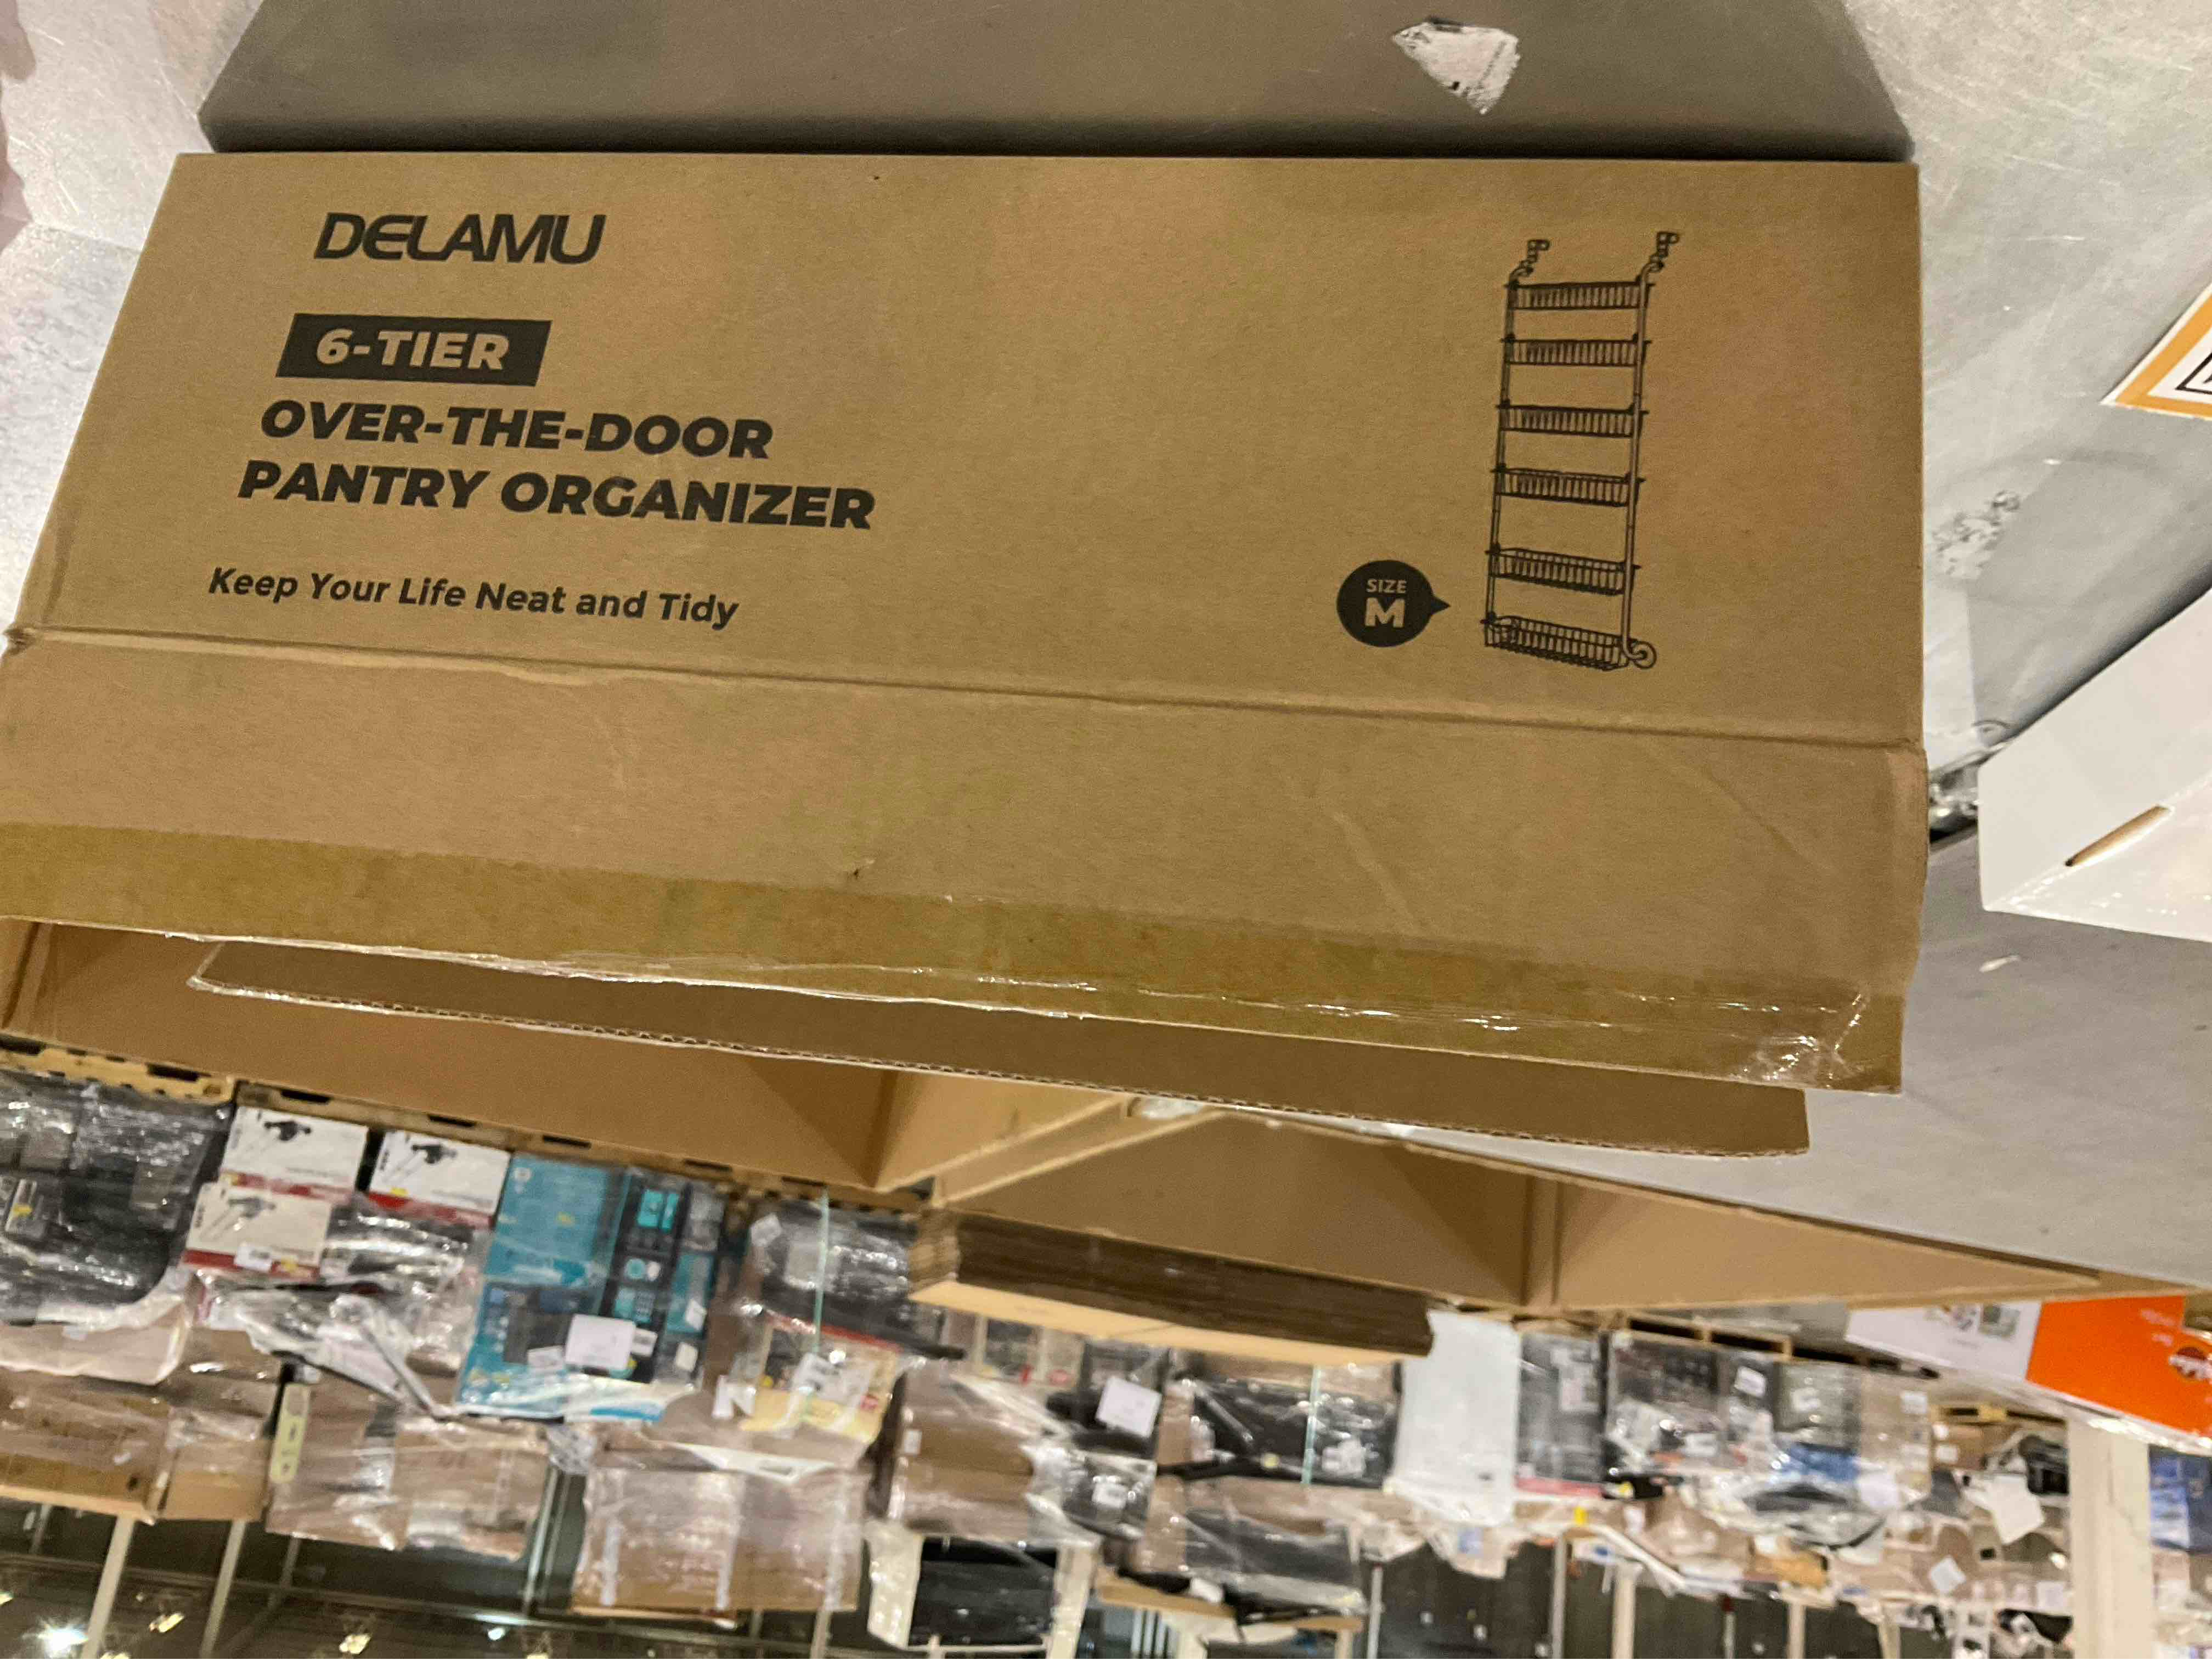 DELAMU
6-TIER
OVER-THE-DOOR
PANTRY ORGANIZER
Keep Your Life Neat and Tidy
SIZE
M